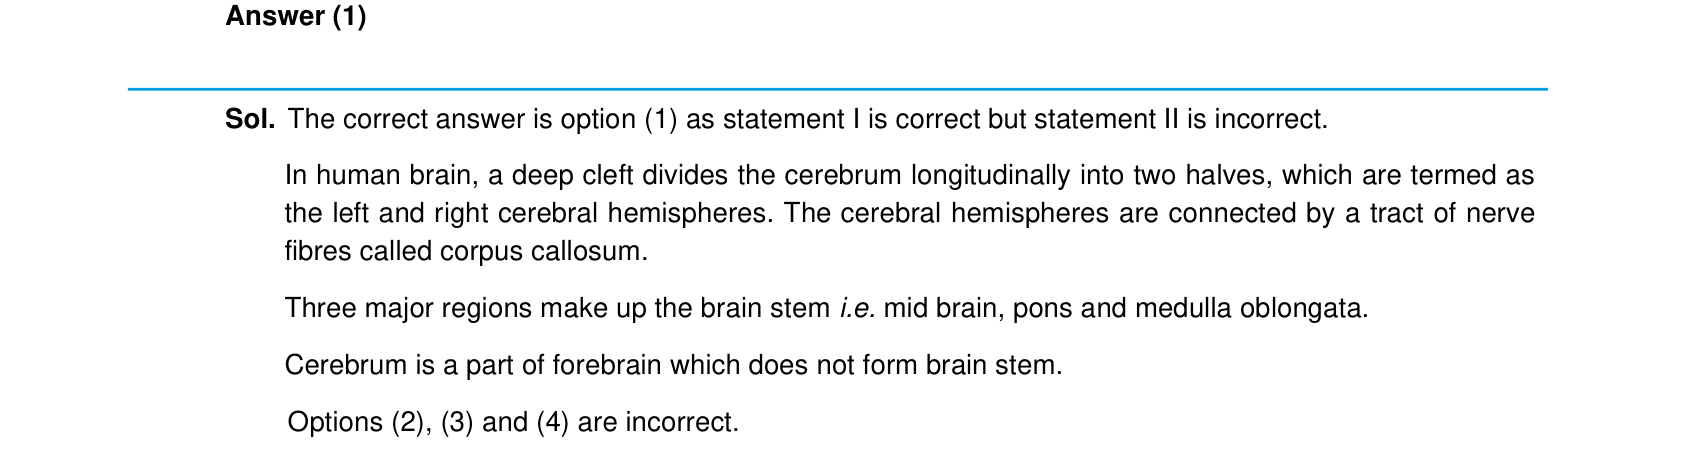 Answer (1)
Sol. The correct answer is option (1) as statement I is correct but statement II is incorrect.
In human brain, a deep cleft divides the cerebrum longitudinally into two halves, which are termed as
the left and right cerebral hemispheres. The cerebral hemispheres are connected by a tract of nerve
fibres called corpus callosum.
Three major regions make up the brain stem i.e. mid brain, pons and medulla oblongata.
Cerebrum is a part of forebrain which does not form brain stem.
Options (2), (3) and (4) are incorrect.